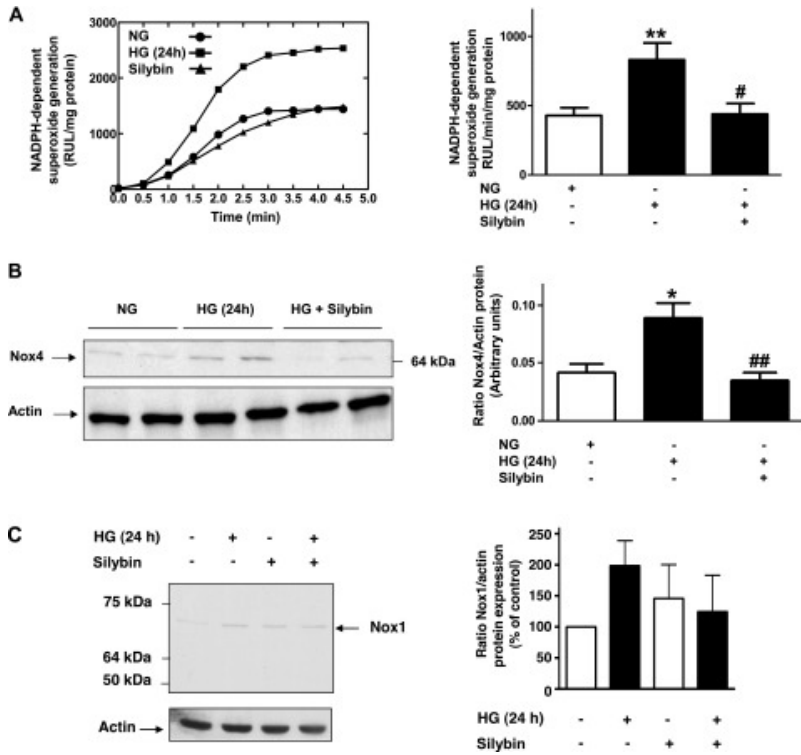 A
NADPH-dependent
superoxide generation
(RUL/mg protein)
3000
2000
1000
0
NG
HG (24h)
Silybin
0.0 0.5 1.0 1.5 2.0 2.5 3.0 3.5 4.0 4.5 5.0
Time (min)
NADPH-dependent
superoxide generation
RUL/min/mg protein
1000
500
0
**
#
NG + - -
HG (24h) - + +
Silybin - - +
B
NG HG (24h) HG + Silybin
Nox4
64 kDa
Actin
Ratio Nox4/Actin protein
(Arbitrary units)
0.10
0.05
0.00
*
##
NG + - -
HG (24h) - + +
Silybin - - +
C
HG (24 h) - + - +
Silybin - - + +
75 kDa
64 kDa
50 kDa
Nox1
Actin
Ratio Nox1/actin
protein expression
(% of control)
250
200
150
100
50
0
HG (24 h) - + - +
Silybin - - + +